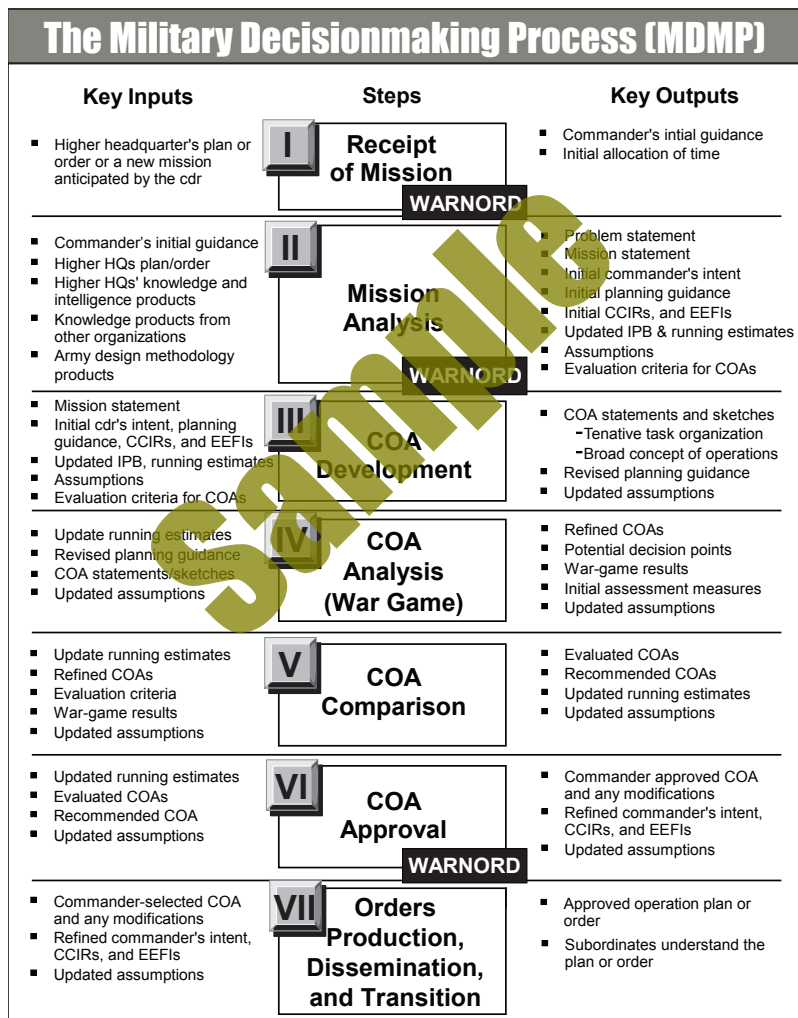 The Military Decisionmaking Process (MDMP)
Key Inputs
Steps
Key Outputs
▪ Higher headquarter's plan or
order or a new mission
anticipated by the cdr
I
Receipt
of Mission
WARNORD
▪ Commander's intial guidance
▪ Initial allocation of time
▪ Commander's initial guidance
▪ Higher HQs plan/order
▪ Higher HQs' knowledge and
intelligence products
▪ Knowledge products from
other organizations
▪ Army design methodology
products
II
Mission
Analysis
WARNORD
▪ Problem statement
▪ Mission statement
▪ Initial commander's intent
▪ Initial planning guidance
▪ Initial CCIRs, and EEFIs
▪ Updated IPB & running estimates
▪ Assumptions
▪ Evaluation criteria for COAs
▪ Mission statement
▪ Initial cdr's intent, planning
guidance, CCIRs, and EEFIs
▪ Updated IPB, running estimates
▪ Assumptions
▪ Evaluation criteria for COAs
III
COA
Development
▪ COA statements and sketches
-Tenative task organization
-Broad concept of operations
▪ Revised planning guidance
▪ Updated assumptions
▪ Update running estimates
▪ Revised planning guidance
▪ COA statements/sketches
▪ Updated assumptions
IV
COA
Analysis
(War Game)
▪ Refined COAs
▪ Potential decision points
▪ War-game results
▪ Initial assessment measures
▪ Updated assumptions
▪ Update running estimates
▪ Refined COAs
▪ Evaluation criteria
▪ War-game results
▪ Updated assumptions
V
COA
Comparison
▪ Evaluated COAs
▪ Recommended COAs
▪ Updated running estimates
▪ Updated assumptions
▪ Updated running estimates
▪ Evaluated COAs
▪ Recommended COA
▪ Updated assumptions
VI
COA
Approval
WARNORD
▪ Commander approved COA
and any modifications
▪ Refined commander's intent,
CCIRs, and EEFIs
▪ Updated assumptions
▪ Commander-selected COA
and any modifications
▪ Refined commander's intent,
CCIRs, and EEFIs
▪ Updated assumptions
VII
Orders
Production,
Dissemination,
and Transition
▪ Approved operation plan or
order
▪ Subordinates understand the
plan or order
Sample